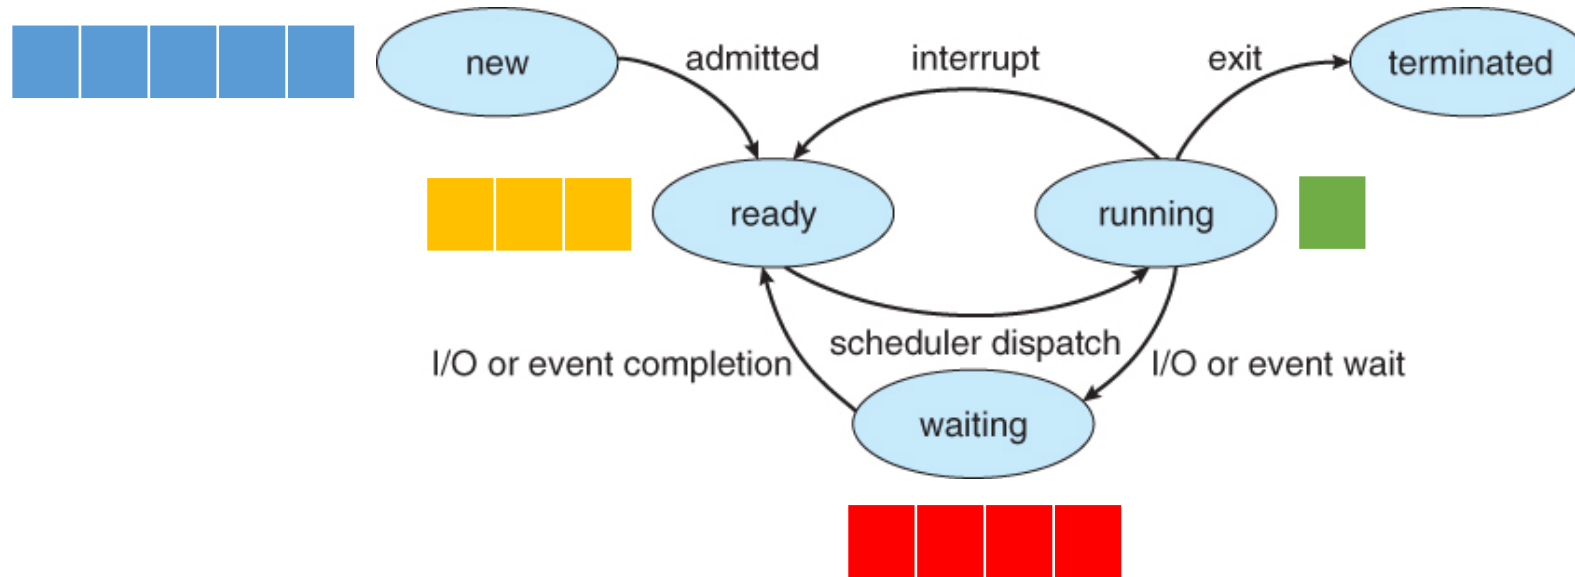 new
admitted
interrupt
exit
terminated
ready
running
scheduler dispatch
I/O or event completion
I/O or event wait
waiting